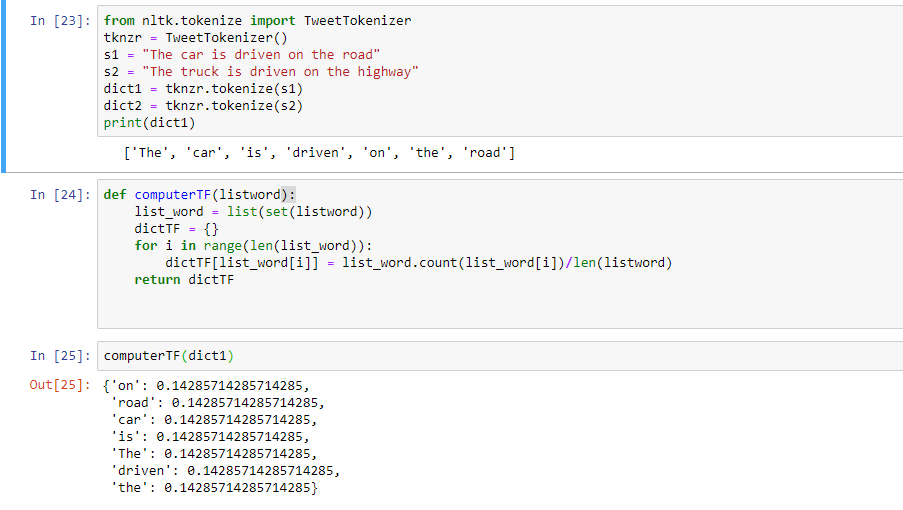 In [23]: from nltk.tokenize import TweetTokenizer
tknzr = TweetTokenizer()
s1 = "The car is driven on the road"
s2 = "The truck is driven on the highway"
dict1 = tknzr.tokenize(s1)
dict2 = tknzr.tokenize(s2)
print(dict1)
['The', 'car', 'is', 'driven', 'on', 'the', 'road']
In [24]: def computerTF(listword):
    list_word = list(set(listword))
    dictTF = {}
    for i in range(len(list_word)):
        dictTF[list_word[i]] = list_word.count(list_word[i])/len(listword)
    return dictTF
In [25]: computerTF(dict1)
Out[25]: {'on': 0.14285714285714285,
'road': 0.14285714285714285,
'car': 0.14285714285714285,
'is': 0.14285714285714285,
'The': 0.14285714285714285,
'driven': 0.14285714285714285,
'the': 0.14285714285714285}